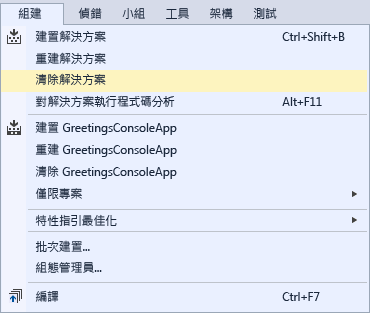 組建 偵錯 小組 工具 架構 測試
建置解決方案 Ctrl+Shift+B
重建解決方案
清除解決方案
對解決方案執行程式碼分析 Alt+F11
建置 GreetingsConsoleApp
重建 GreetingsConsoleApp
清除 GreetingsConsoleApp
僅限專案
特性指引最佳化
批次建置...
組態管理員...
編譯 Ctrl+F7